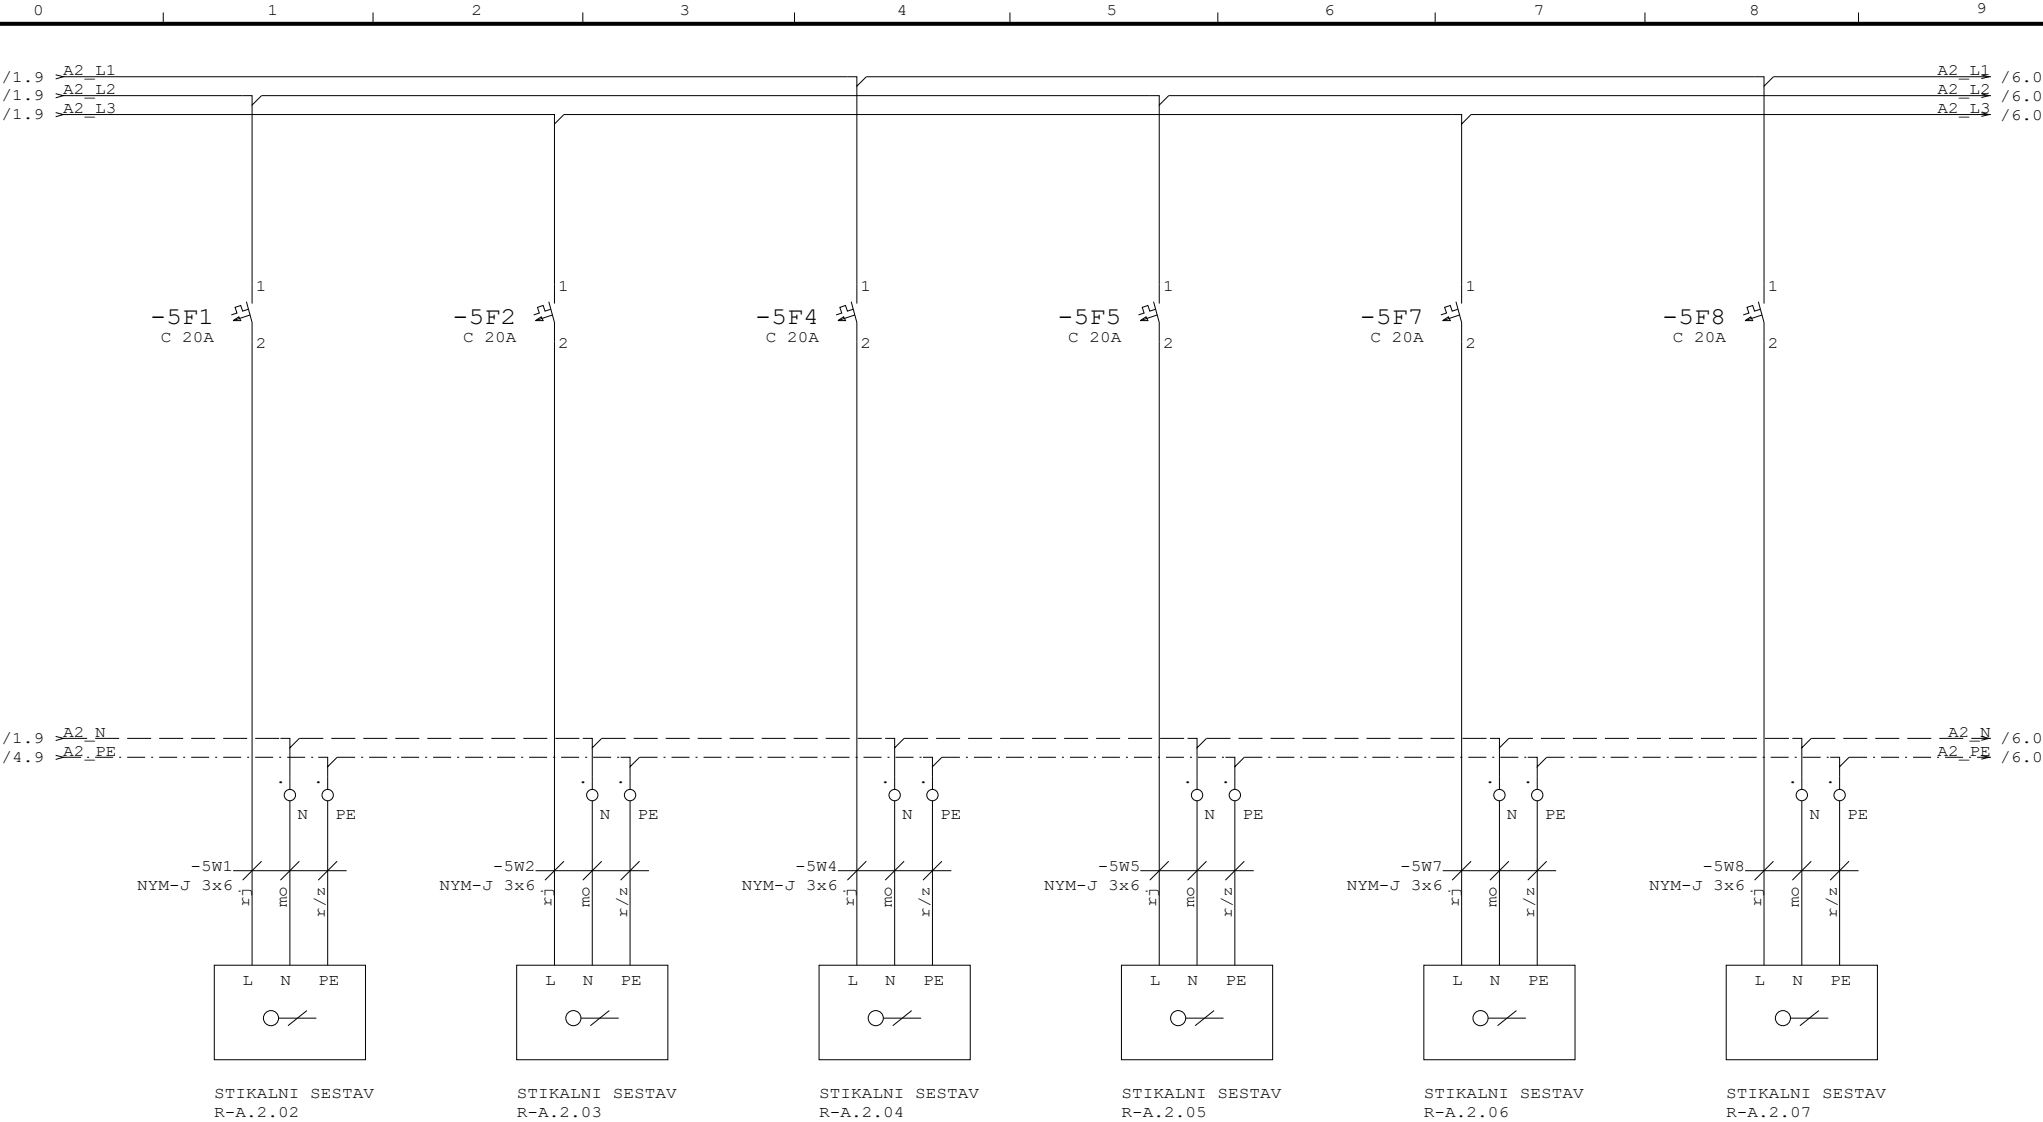 0 1 2 3 4 5 6 7 8 9
/1.9 A2_L1 A2_L1 /6.0
/1.9 A2_L2 A2_L2 /6.0
/1.9 A2_L3 A2_L3 /6.0
1 1 1 1 1 1
-5F1 -5F2 -5F4 -5F5 -5F7 -5F8
C 20A C 20A C 20A C 20A C 20A C 20A
2 2 2 2 2 2
/1.9 A2_N A2_N /6.0
/4.9 A2_PE A2_PE /6.0
N PE N PE N PE N PE N PE N PE
-5W1 -5W2 -5W4 -5W5 -5W7 -5W8
NYM-J 3x6 NYM-J 3x6 NYM-J 3x6 NYM-J 3x6 NYM-J 3x6 NYM-J 3x6
rj mo r/z rj mo r/z rj mo r/z rj mo r/z rj mo r/z rj mo r/z
L N PE L N PE L N PE L N PE L N PE L N PE
STIKALNI SESTAV STIKALNI SESTAV STIKALNI SESTAV STIKALNI SESTAV STIKALNI SESTAV STIKALNI SESTAV
R-A.2.02 R-A.2.03 R-A.2.04 R-A.2.05 R-A.2.06 R-A.2.07